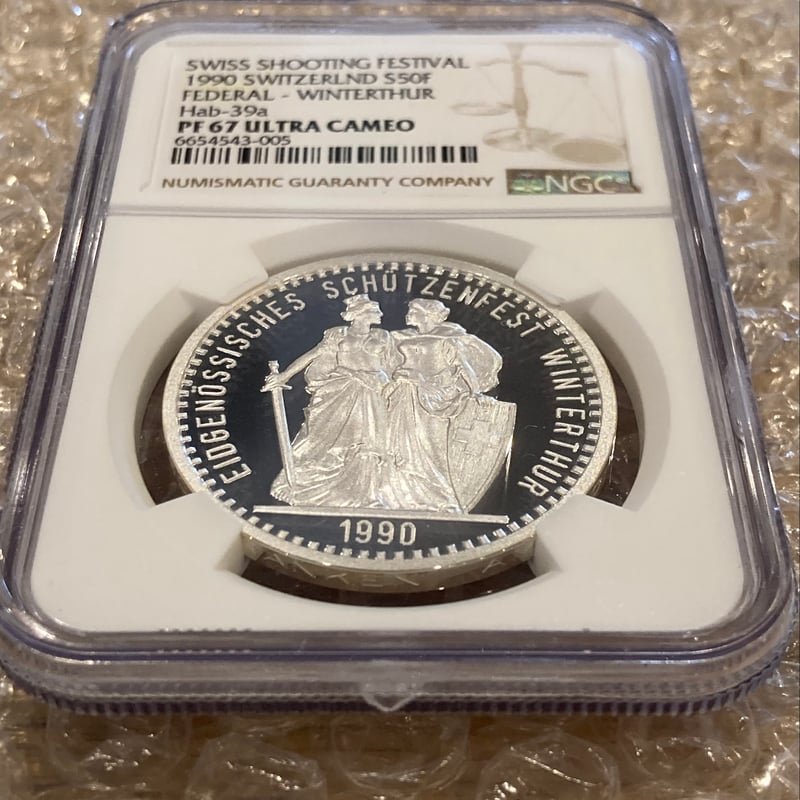 SWISS SHOOTING FESTIVAL
1990 SWITZERLND S50F
FEDERAL - WINTERTHUR
Hab-39a
PF 67 ULTRA CAMEO
6654543-005
NUMISMATIC GUARANTY COMPANY
NGC
EIDGENÖSSISCHES SCHÜTZENFEST WINTERTHUR
1990